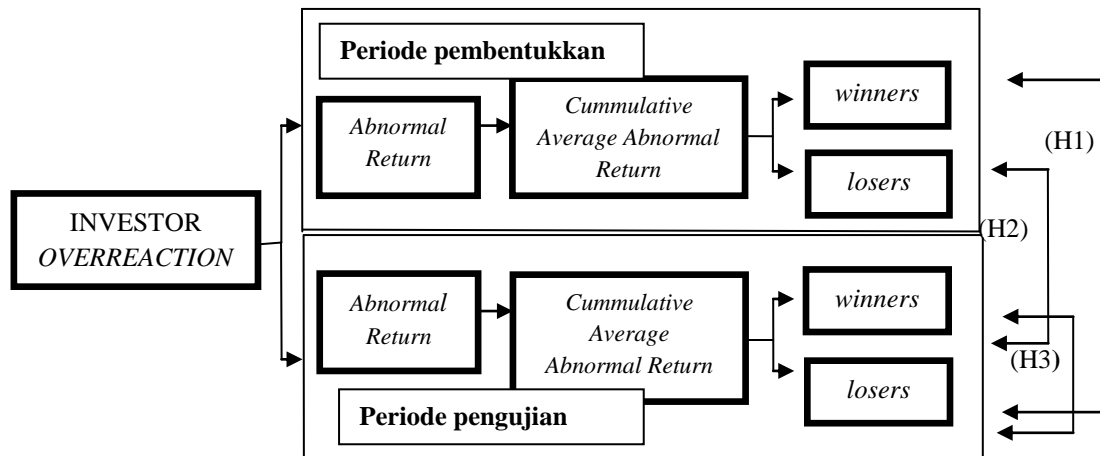 Periode pembentukkan
Abnormal
Return
Cummulative
Average Abnormal
Return
winners
losers
(H1)
(H2)
INVESTOR
OVERREACTION
Abnormal
Return
Cummulative
Average
Abnormal Return
winners
losers
(H3)
Periode pengujian